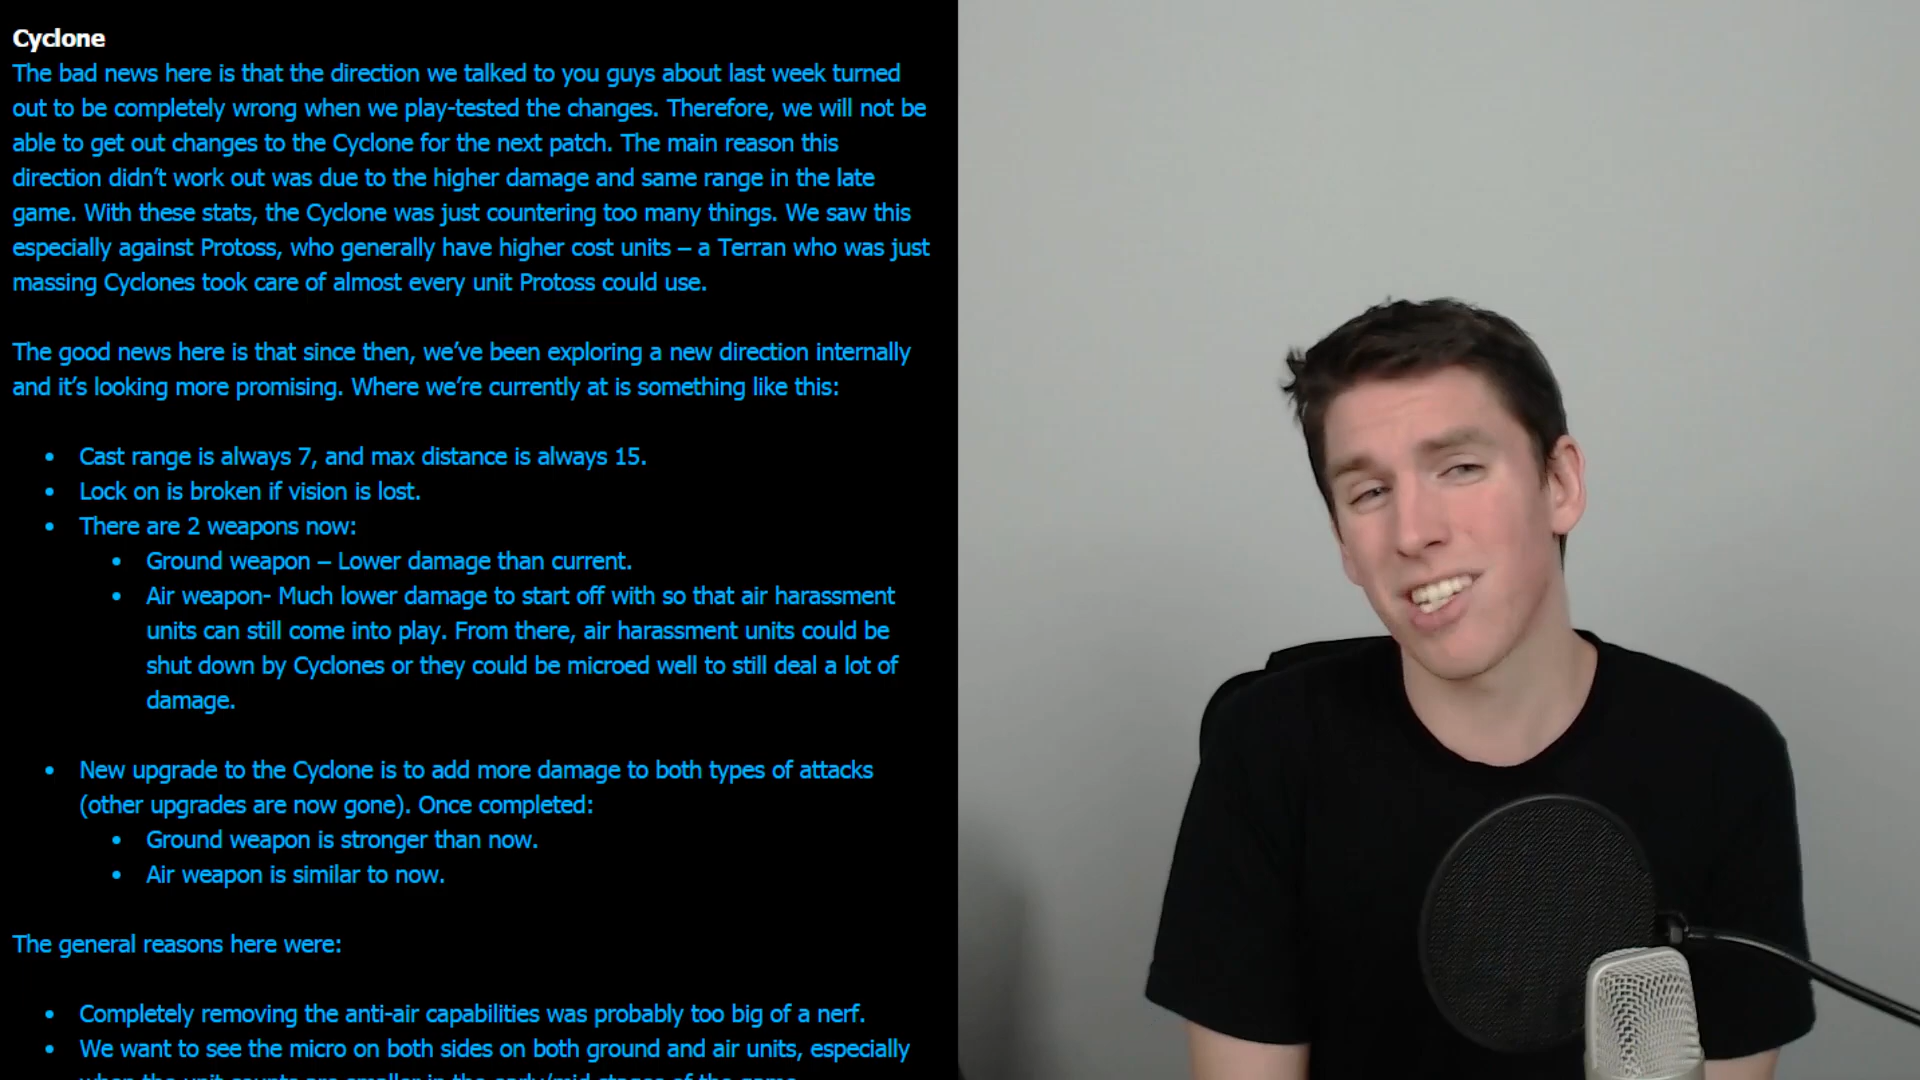 Cyclone
The bad news here is that the direction we talked to you guys about last week turned
out to be completely wrong when we play-tested the changes. Therefore, we will not be
able to get out changes to the Cyclone for the next patch. The main reason this
direction didn’t work out was due to the higher damage and same range in the late
game. With these stats, the Cyclone was just countering too many things. We saw this
especially against Protoss, who generally have higher cost units – a Terran who was just
massing Cyclones took care of almost every unit Protoss could use.
The good news here is that since then, we’ve been exploring a new direction internally
and it’s looking more promising. Where we’re currently at is something like this:
• Cast range is always 7, and max distance is always 15.
• Lock on is broken if vision is lost.
• There are 2 weapons now:
• Ground weapon – Lower damage than current.
• Air weapon- Much lower damage to start off with so that air harassment
units can still come into play. From there, air harassment units could be
shut down by Cyclones or they could be microed well to still deal a lot of
damage.
• New upgrade to the Cyclone is to add more damage to both types of attacks
(other upgrades are now gone). Once completed:
• Ground weapon is stronger than now.
• Air weapon is similar to now.
The general reasons here were:
• Completely removing the anti-air capabilities was probably too big of a nerf.
• We want to see the micro on both sides on both ground and air units, especially
when the unit counts are smaller in the early/mid stages of the game.